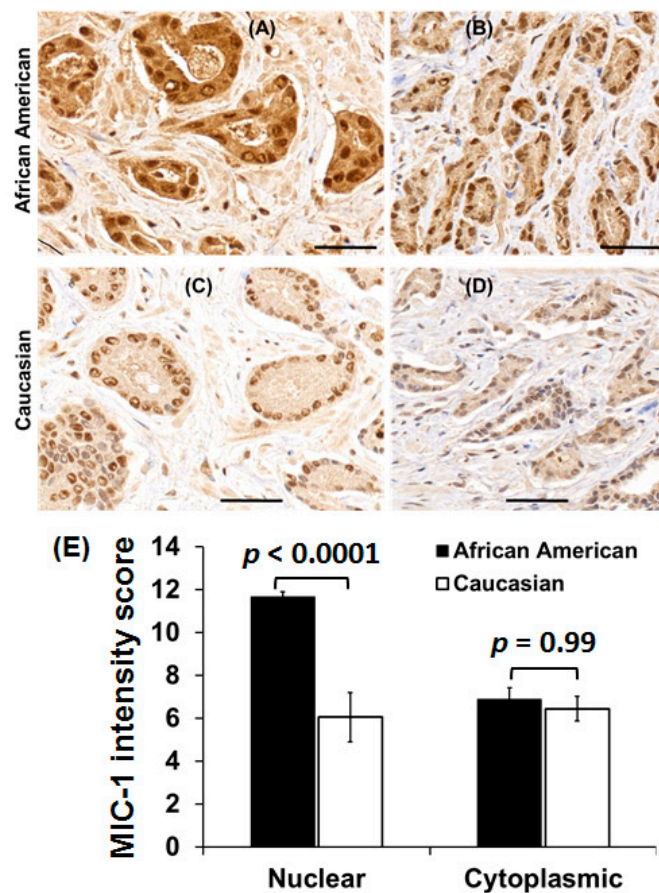 African American
(A)
(B)
Caucasian
(C)
(D)
(E)
MIC-1 intensity score
14
12
10
8
6
4
2
0
p < 0.0001
African American
Caucasian
p = 0.99
Nuclear
Cytoplasmic